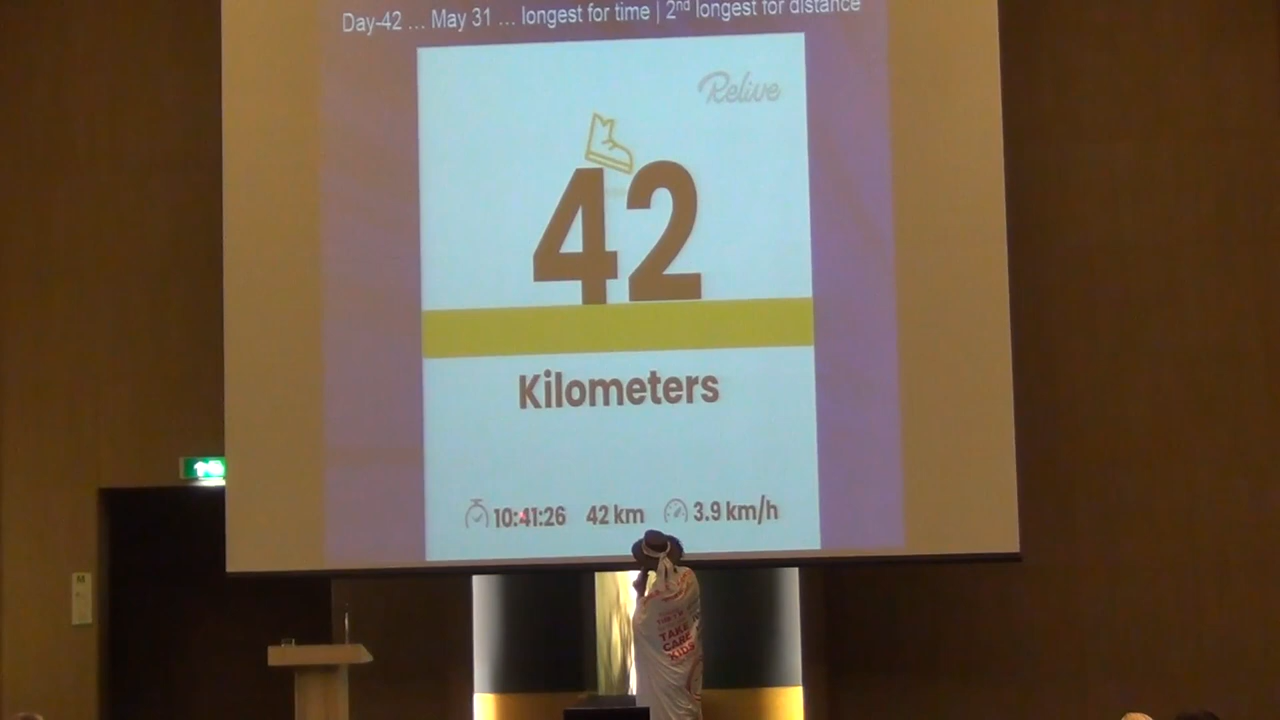 Day-42 ... May 31 ... longest for time | 2nd longest for distance
Relive
42
Kilometers
10:41:26 42 km 3.9 km/h
M
TAKE
CARE
KIDS